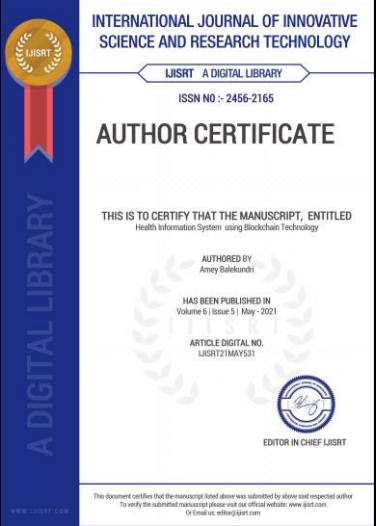 INTERNATIONAL JOURNAL OF INNOVATIVE
SCIENCE AND RESEARCH TECHNOLOGY
IJISRT
IJISRT A DIGITAL LIBRARY
ISSN NO :- 2456-2165
AUTHOR CERTIFICATE
THIS IS TO CERTIFY THAT THE MANUSCRIPT, ENTITLED
Health Information System using Blockchain Technology
AUTHORED BY
Amey Balekundri
HAS BEEN PUBLISHED IN
Volume 6 | Issue 5 | May - 2021
IJISRT
ARTICLE DIGITAL NO.
IJISRT21MAY531
EDITOR IN CHIEF IJISRT
A DIGITAL LIBRARY
WWW.IJISRT.COM
This document certifies that the manuscript listed above was submitted by above said respected author
To verify the submitted manuscript please visit our official website: www.ijisrt.com
Or Email us: editor@ijisrt.com